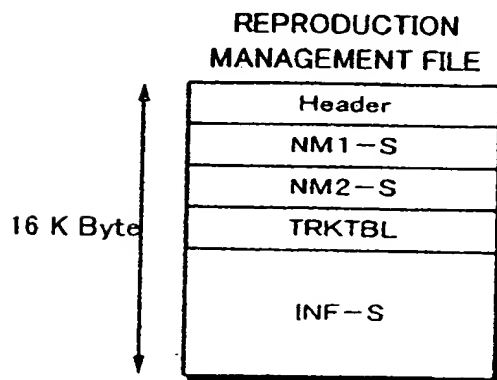 REPRODUCTION
MANAGEMENT FILE
Header
NM1-S
NM2-S
16 K Byte
TRKTBL
INF-S